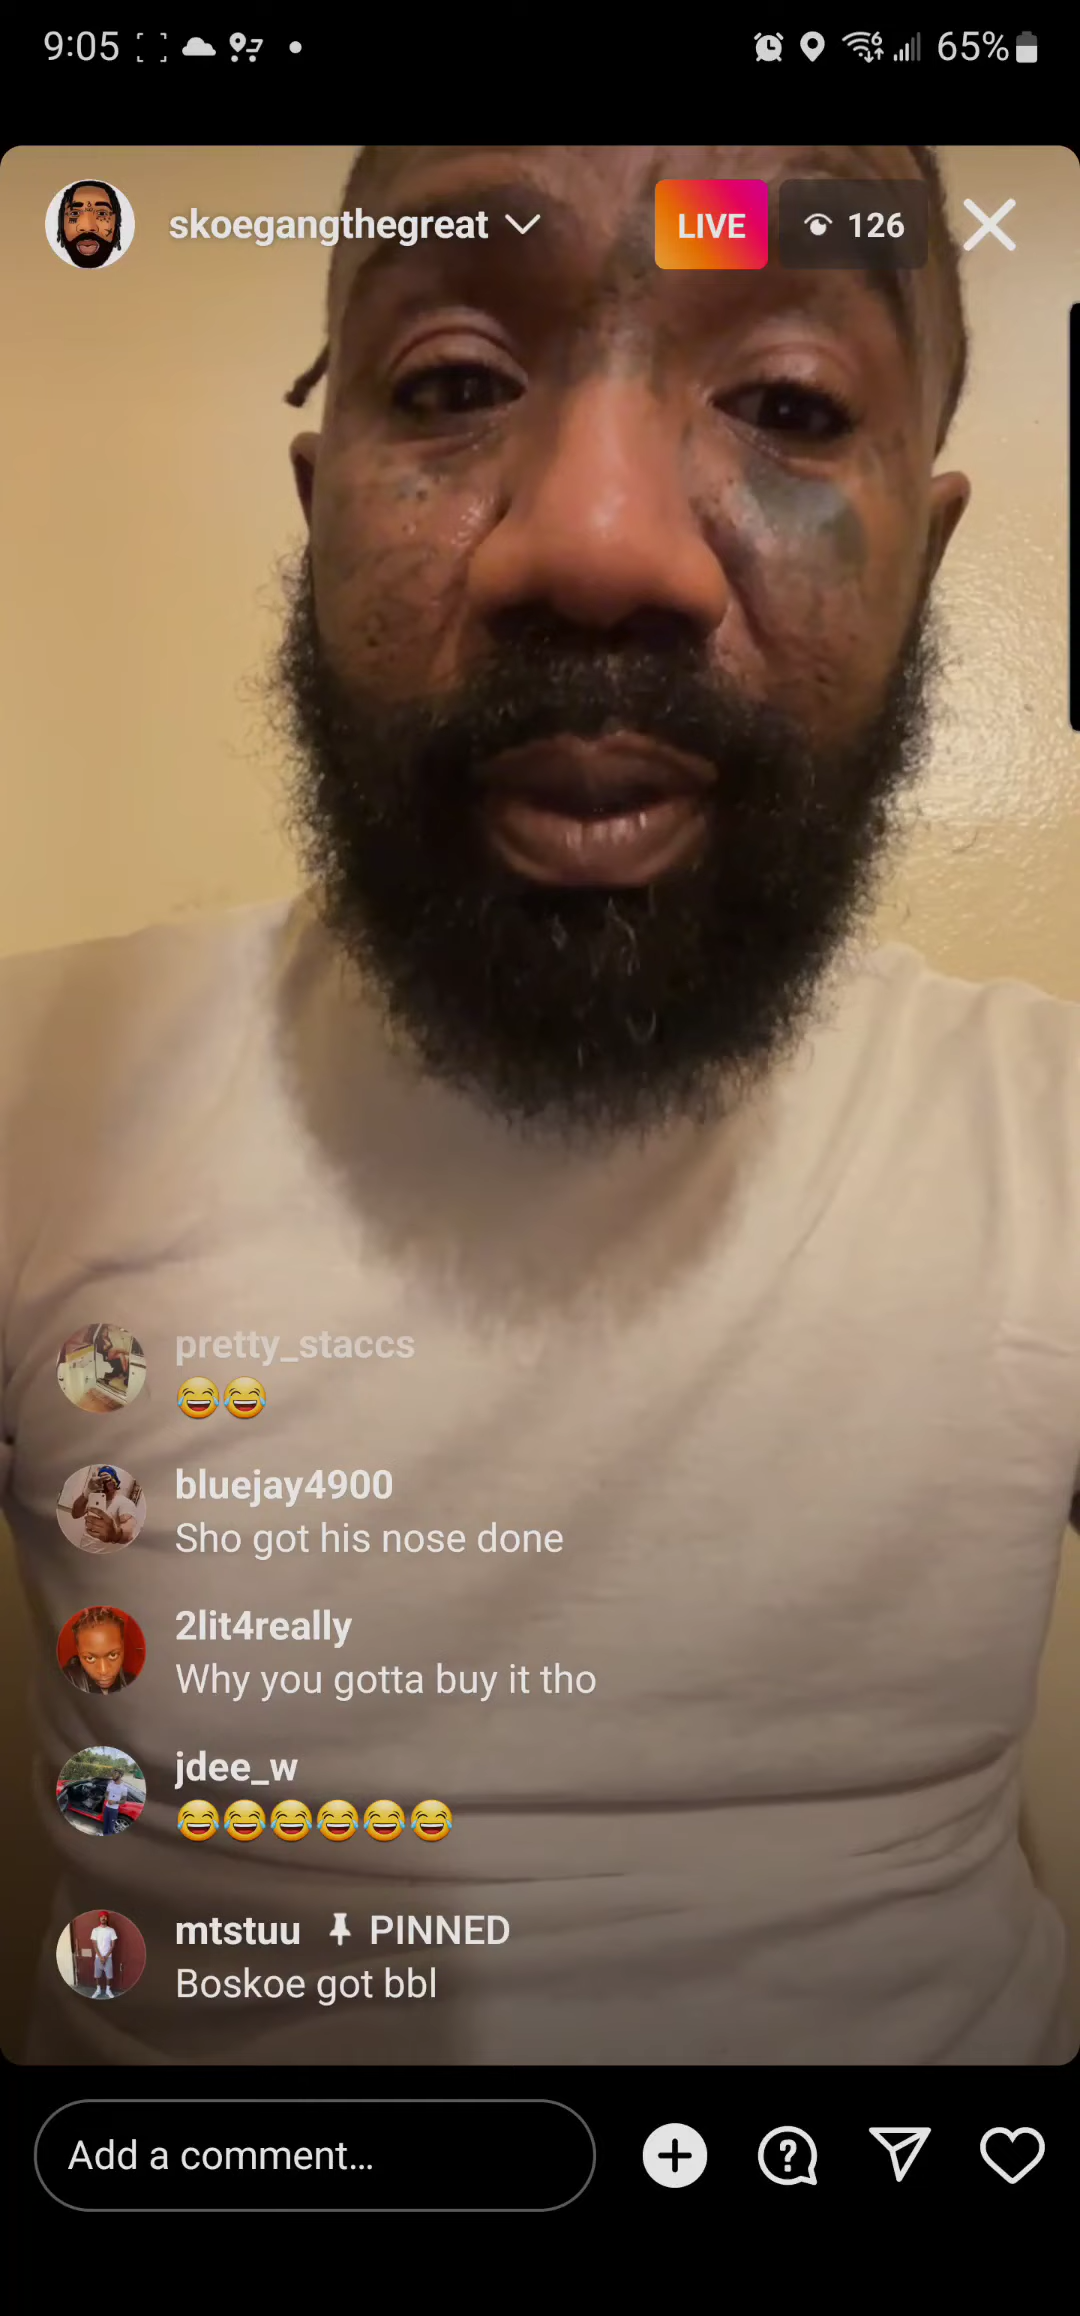 9:05
65%
skoegangthegreat
LIVE
126
pretty_staccs
😂😂
bluejay4900
Sho got his nose done
2lit4really
Why you gotta buy it tho
jdee_w
😂😂😂😂😂😂
mtstuu PINNED
Boskoe got bbl
Add a comment...